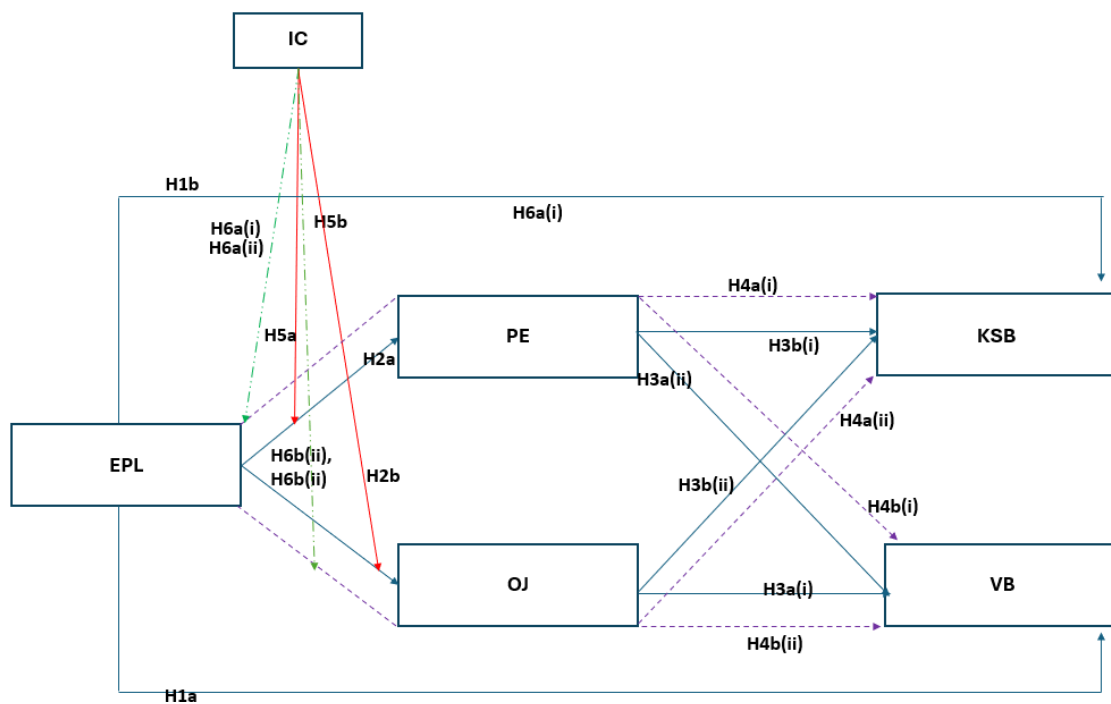 IC
H1b
H6a(i)
H5b
H6a(i)
H6a(ii)
H4a(i)
H5a
PE
KSB
H2a
H3b(i)
H3a(ii)
H4a(ii)
EPL
H6b(ii),
H6b(ii)
H2b
H3b(ii)
H4b(i)
OJ
H3a(i)
VB
H4b(ii)
H1a